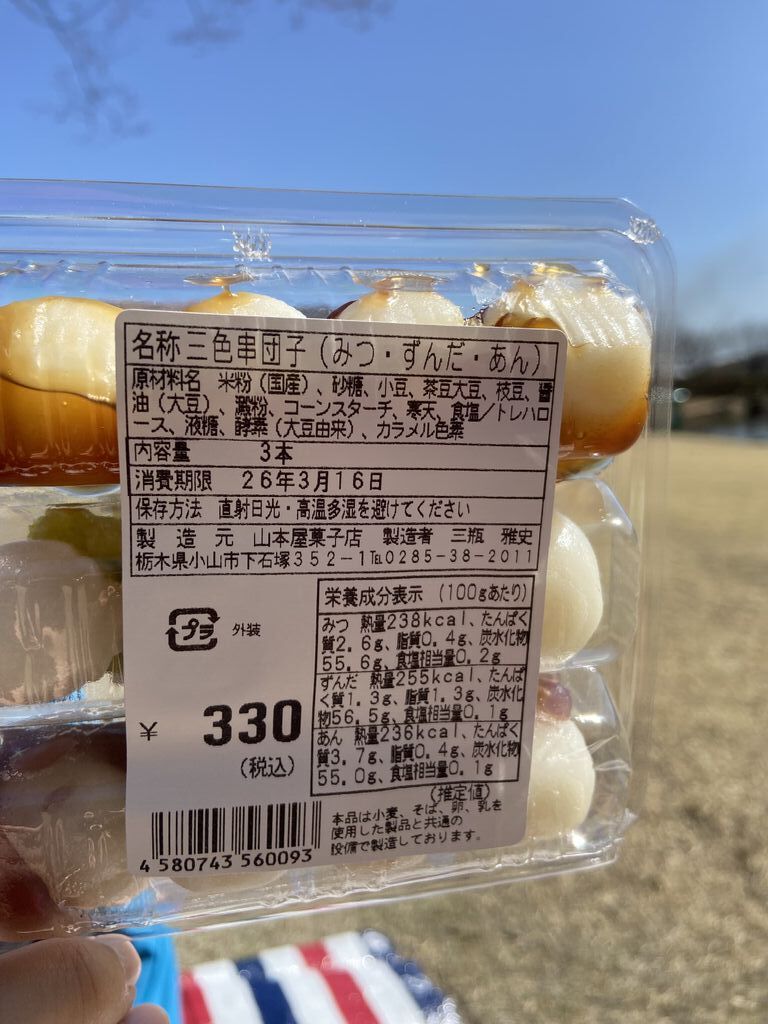 名称 三色串団子（みつ・ずんだ・あん）
原材料名 米粉（国産）、砂糖、小豆、茶豆大豆、枝豆、醤
油（大豆）、澱粉、コーンスターチ、寒天、食塩／トレハロ
ース、液糖、酵素（大豆由来）、カラメル色素
内容量 3本
消費期限 26年3月16日
保存方法 直射日光・高温多湿を避けてください
製造元 山本屋菓子店 製造者 三瓶 雅史
栃木県小山市下石塚352－1℡0285-38-2011
栄養成分表示（100gあたり）
みつ 熱量238kcal、たんぱく
質2.6g、脂質0.4g、炭水化物
55.6g、食塩相当量0.2g
ずんだ 熱量255kcal、たんぱ
く質1.3g、脂質1.3g、炭水化
物56.5g、食塩相当量0.1g
あん 熱量236kcal、たんぱく
質3.7g、脂質0.4g、炭水化物
55.0g、食塩相当量0.1g
（推定値）
プラ 外装
¥ 330
（税込）
本品は小麦、そば、卵、乳を
使用した製品と共通の
設備で製造しております。
4 580743 560093